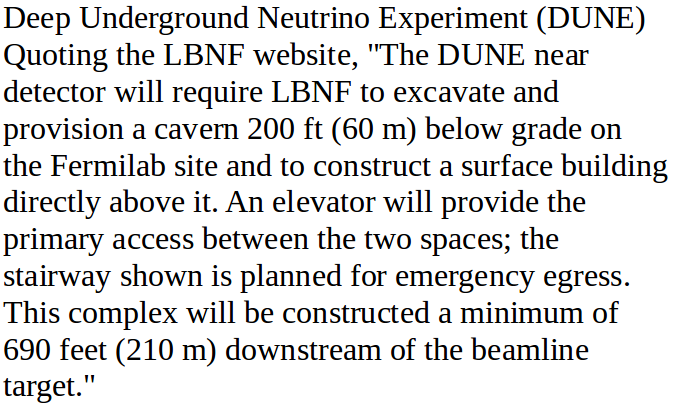 Deep Underground Neutrino Experiment (DUNE)
Quoting the LBNF website, "The DUNE near
detector will require LBNF to excavate and
provision a cavern 200 ft (60 m) below grade on
the Fermilab site and to construct a surface building
directly above it. An elevator will provide the
primary access between the two spaces; the
stairway shown is planned for emergency egress.
This complex will be constructed a minimum of
690 feet (210 m) downstream of the beamline
target."